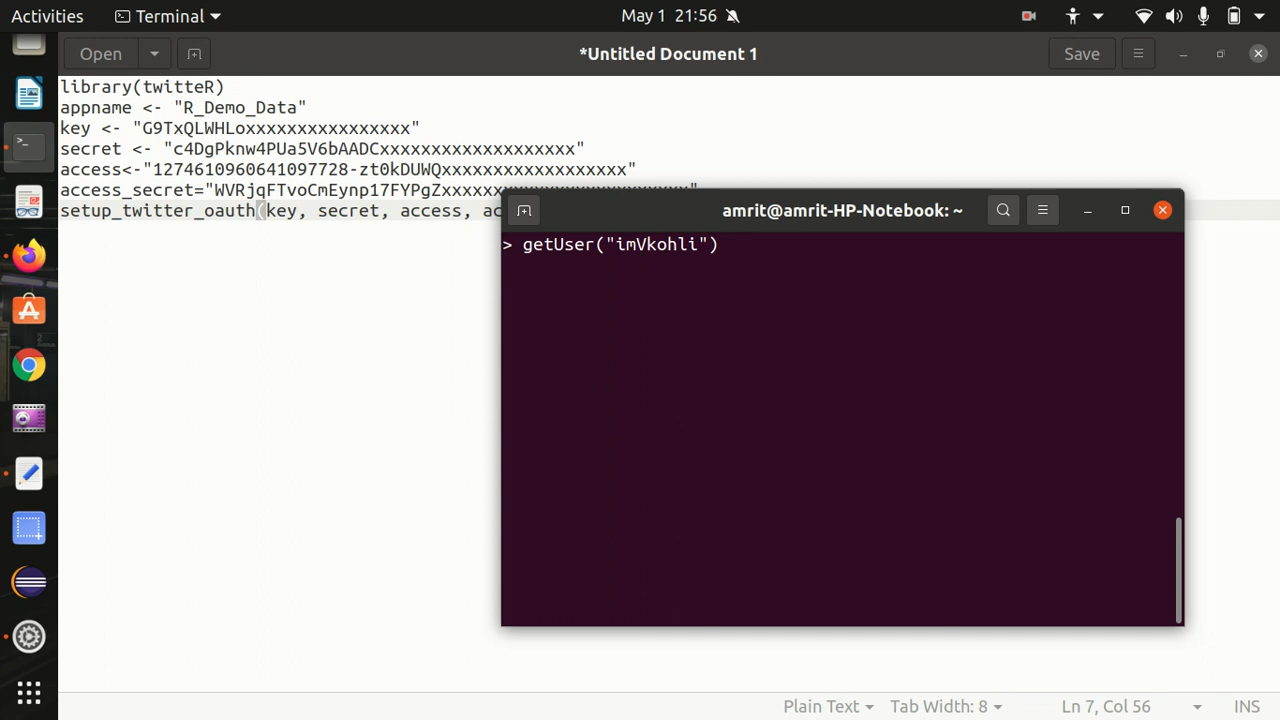 Activities Terminal May 1 21:56
Open *Untitled Document 1 Save
library(twitteR)
appname <- "R_Demo_Data"
key <- "G9TxQLWHLoxxxxxxxxxxxxxxxx"
secret <- "c4DgPknw4PUa5V6bAADCxxxxxxxxxxxxxxxxxxx"
access<-"1274610960641097728-zt0kDUWQxxxxxxxxxxxxxxxxxx"
access_secret="WVRjqFTvoCmEynp17FYPgZxxxxxxxxxxxxxxxxxxxxxxxx"
setup_twitter_oauth(key, secret, access, ac
amrit@amrit-HP-Notebook: ~
> getUser("imVkohli")
Plain Text Tab Width: 8 Ln 7, Col 56 INS